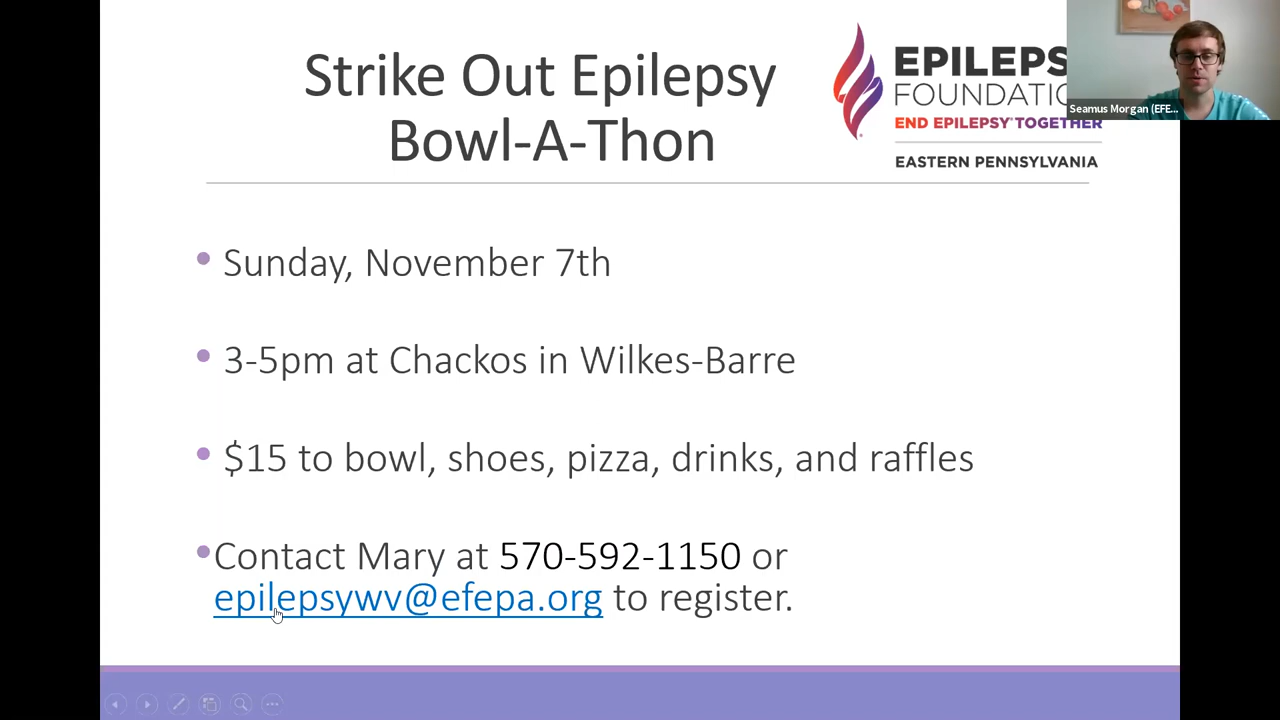 Strike Out Epilepsy
Bowl-A-Thon
EPILEPS
FOUNDATIO
END EPILEPSY TOGETHER
EASTERN PENNSYLVANIA
Seamus Morgan (EFE...
• Sunday, November 7th
• 3-5pm at Chackos in Wilkes-Barre
• $15 to bowl, shoes, pizza, drinks, and raffles
•Contact Mary at 570-592-1150 or
epilepsywv@efepa.org to register.